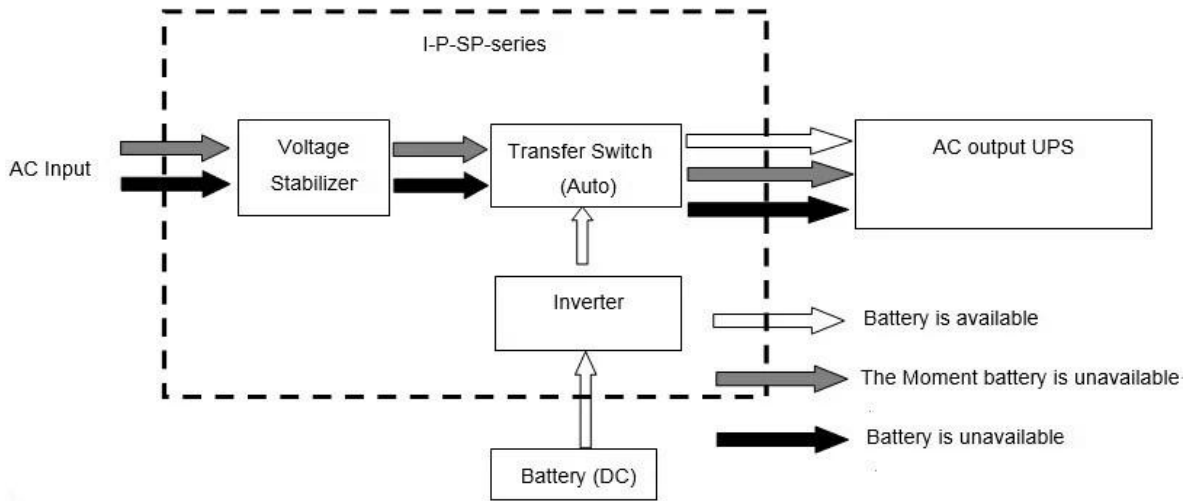 I-P-SP-series
AC Input
Voltage
Stabilizer
Transfer Switch
(Auto)
AC output UPS
Inverter
Battery (DC)
Battery is available
The Moment battery is unavailable
Battery is unavailable